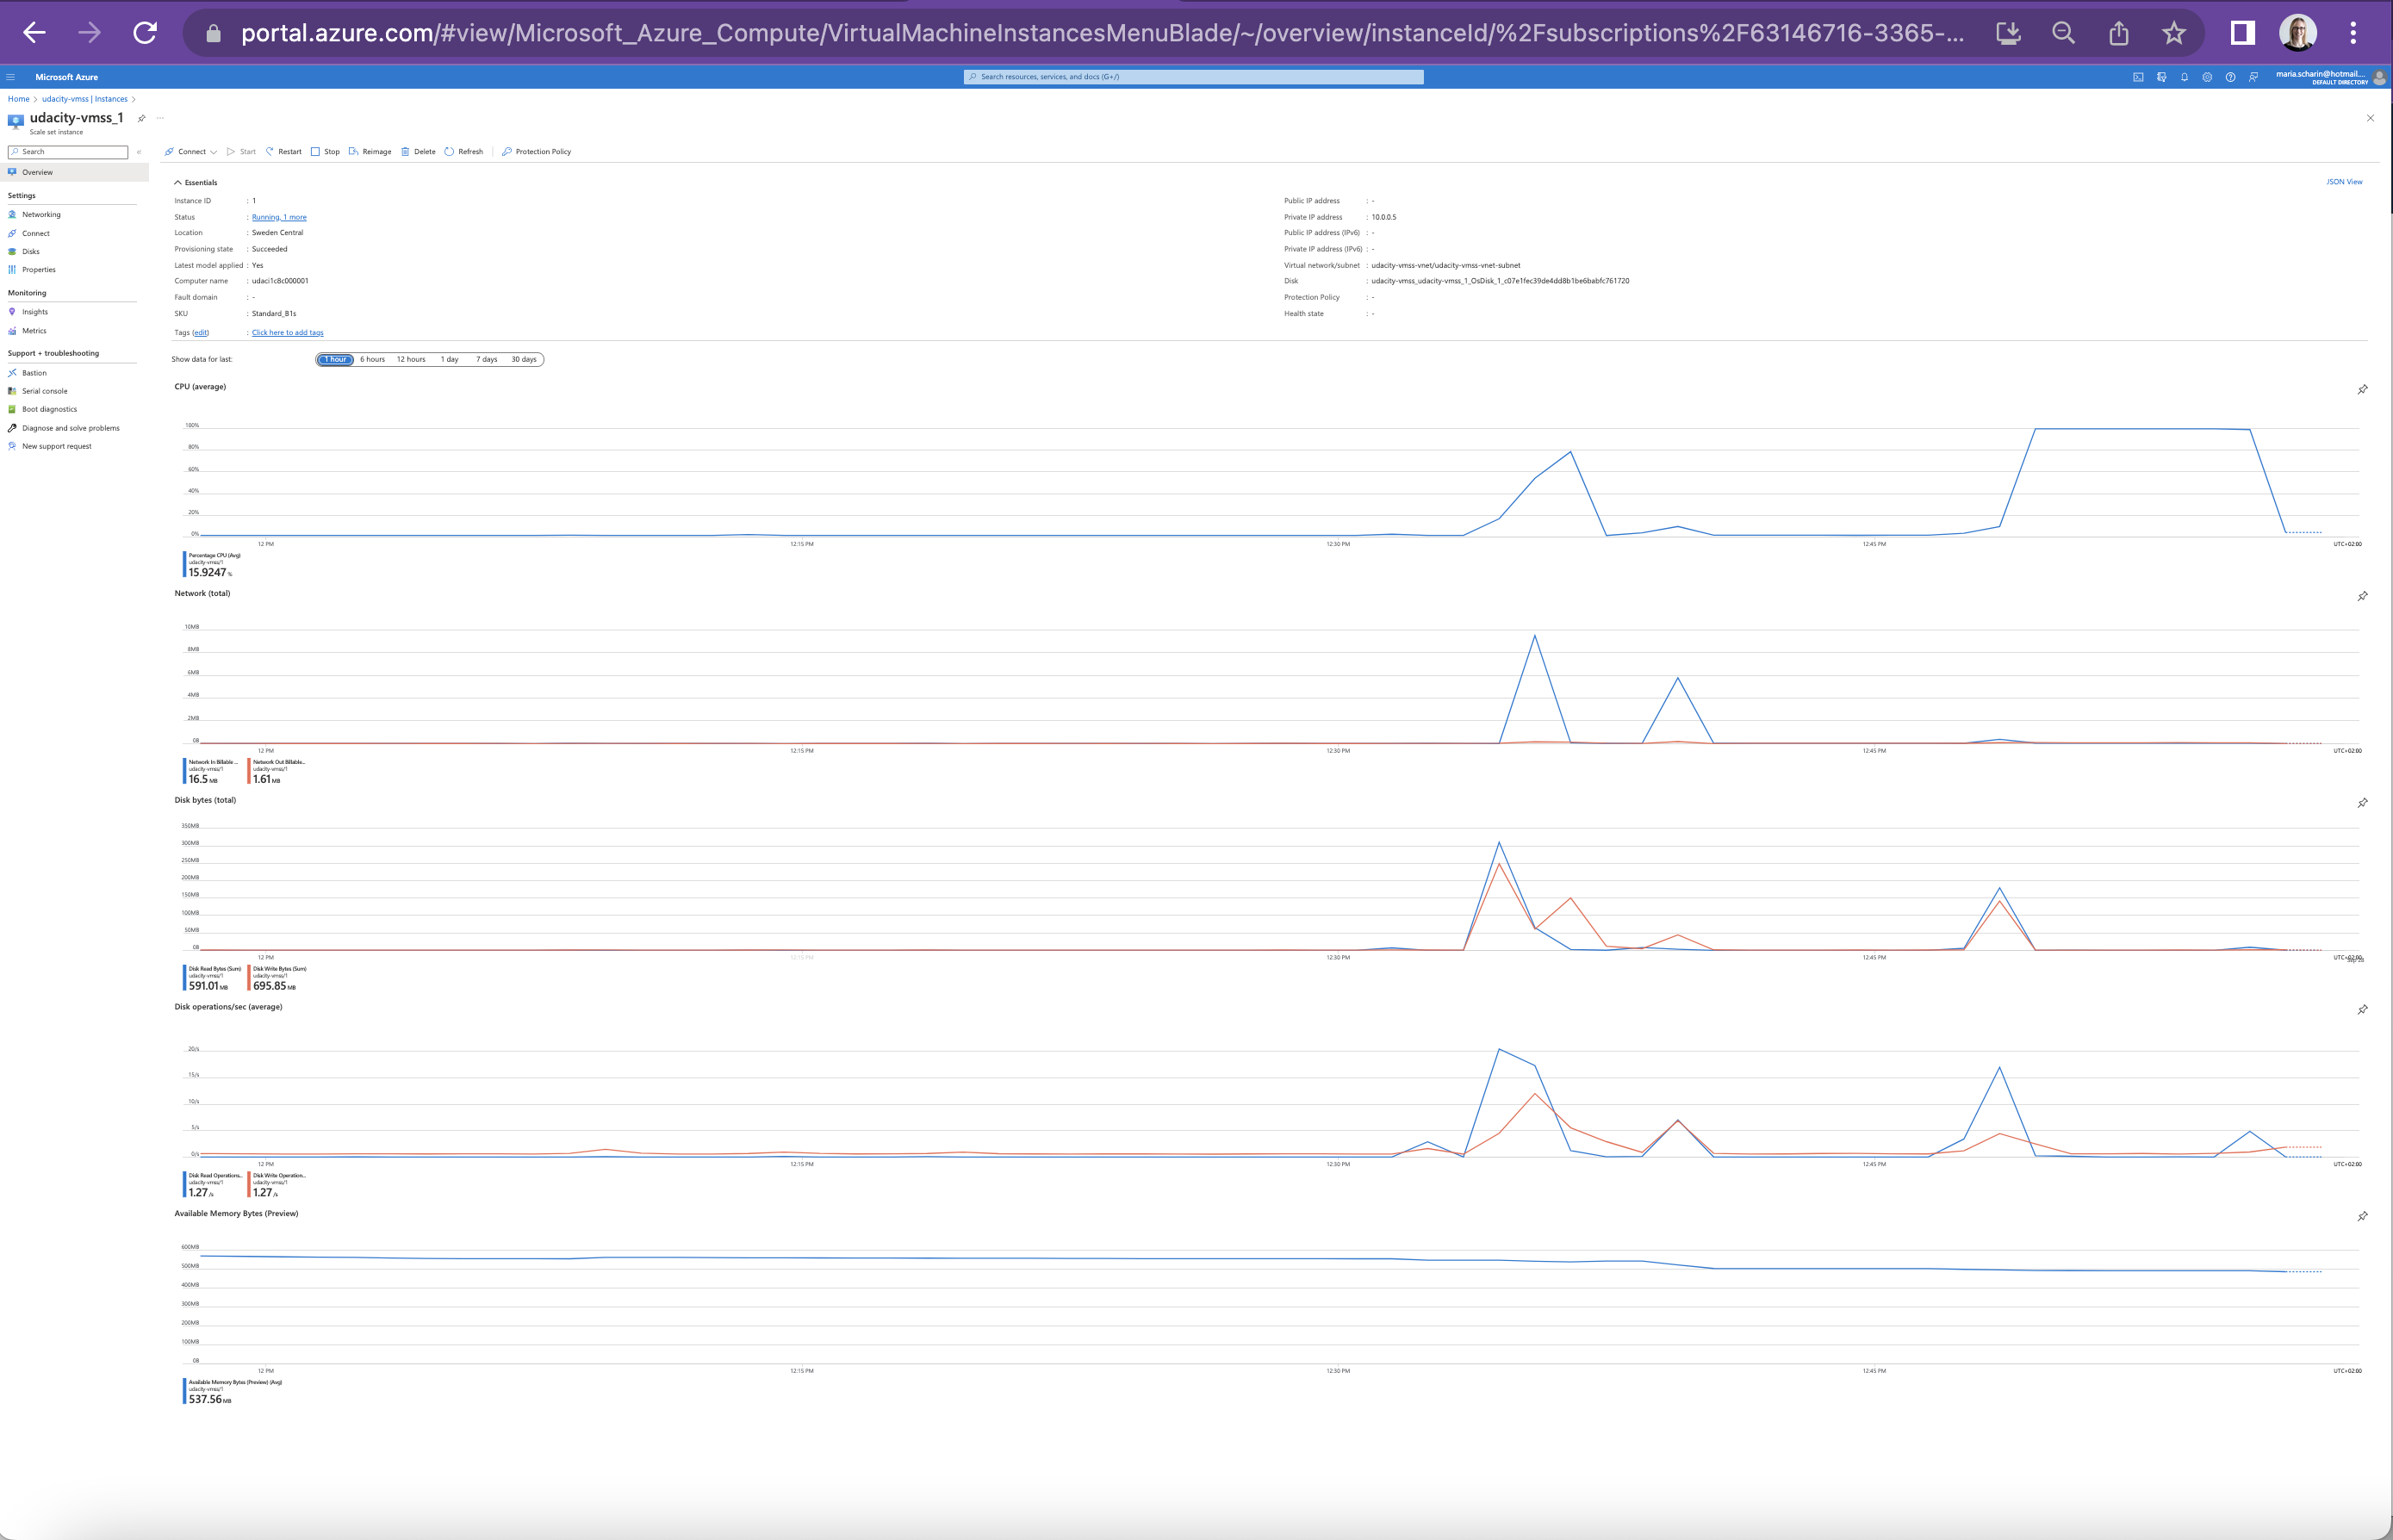 portal.azure.com/#view/Microsoft_Azure_Compute/VirtualMachineInstancesMenuBlade/~/overview/instanceId/%2Fsubscriptions%2F63146716-3365-...
Microsoft Azure
Search resources, services, and docs (G+/)
maria.scharin@hotmail....
DEFAULT DIRECTORY
Home > udacity-vmss | Instances >
udacity-vmss_1
Scale set instance
Search
Connect Start Restart Stop Reimage Delete Refresh Protection Policy
Overview
Settings
Networking
Connect
Disks
Properties
Monitoring
Insights
Metrics
Support + troubleshooting
Bastion
Serial console
Boot diagnostics
Diagnose and solve problems
New support request
Essentials
JSON View
Instance ID : 1
Status : Running, 1 more
Location : Sweden Central
Provisioning state : Succeeded
Latest model applied : Yes
Computer name : udaci1c8c000001
Fault domain : -
SKU : Standard_B1s
Tags (edit) : Click here to add tags
Public IP address : -
Private IP address : 10.0.0.5
Public IP address (IPv6) : -
Private IP address (IPv6) : -
Virtual network/subnet : udacity-vmss-vnet/udacity-vmss-vnet-subnet
Disk : udacity-vmss_udacity-vmss_1_OsDisk_1_c07e1fec39de4dd8b1be6babfc761720
Protection Policy : -
Health state : -
Show data for last: 1 hour 6 hours 12 hours 1 day 7 days 30 days
CPU (average)
100%
80%
60%
40%
20%
0%
12 PM 12:15 PM 12:30 PM 12:45 PM UTC+02:00
Percentage CPU (Avg)
udacity-vmss/1
15.9247 %
Network (total)
10MB
8MB
6MB
4MB
2MB
0B
12 PM 12:15 PM 12:30 PM 12:45 PM UTC+02:00
Network In Billable... Network Out Billable...
udacity-vmss/1 udacity-vmss/1
16.5 MB 1.61 MB
Disk bytes (total)
350MB
300MB
250MB
200MB
150MB
100MB
50MB
0B
12 PM 12:15 PM 12:30 PM 12:45 PM UTC+02:00
Disk Read Bytes (Sum) Disk Write Bytes (Sum)
udacity-vmss/1 udacity-vmss/1
591.01 MB 695.85 MB
Disk operations/sec (average)
20/s
15/s
10/s
5/s
0/s
12 PM 12:15 PM 12:30 PM 12:45 PM UTC+02:00
Disk Read Operations... Disk Write Operation...
udacity-vmss/1 udacity-vmss/1
1.27 /s 1.27 /s
Available Memory Bytes (Preview)
600MB
500MB
400MB
300MB
200MB
100MB
0B
12 PM 12:15 PM 12:30 PM 12:45 PM UTC+02:00
Available Memory Bytes (Preview) (Avg)
udacity-vmss/1
537.56 MB